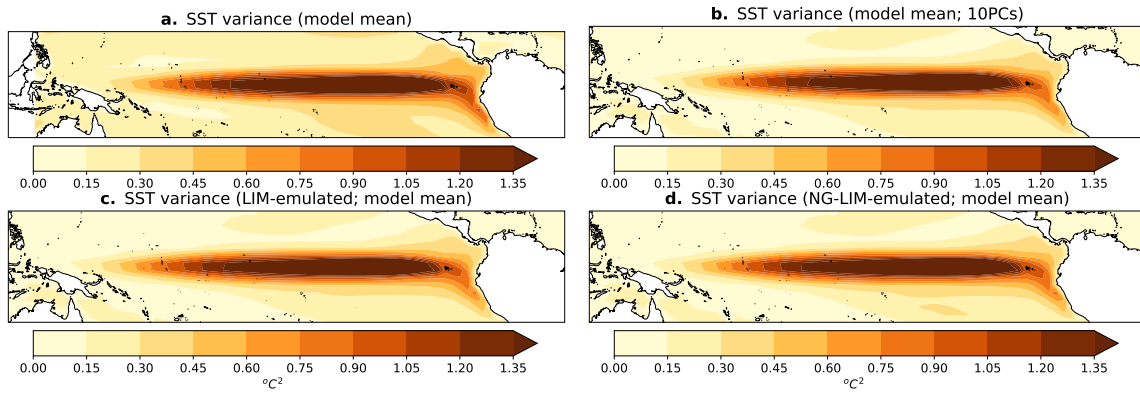 a. SST variance (model mean)
b. SST variance (model mean; 10PCs)
0.00 0.15 0.30 0.45 0.60 0.75 0.90 1.05 1.20 1.35
0.00 0.15 0.30 0.45 0.60 0.75 0.90 1.05 1.20 1.35
c. SST variance (LIM-emulated; model mean)
d. SST variance (NG-LIM-emulated; model mean)
0.00 0.15 0.30 0.45 0.60 0.75 0.90 1.05 1.20 1.35
°C²
0.00 0.15 0.30 0.45 0.60 0.75 0.90 1.05 1.20 1.35
°C²